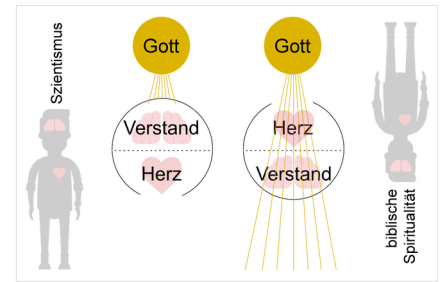 Szientismus
Gott
Verstand
Herz
Gott
Herz
Verstand
biblische
Spiritualität